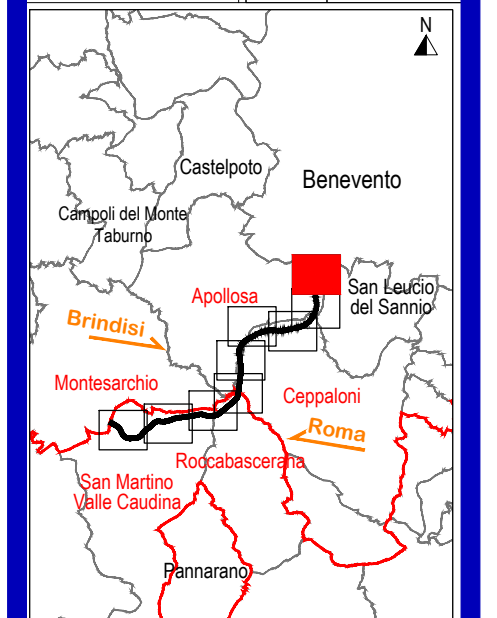 N
Castelpoto
Benevento
Campoli del Monte
Taburno
San Leucio
del Sannio
Apollosa
Brindisi
Montesarchio
Ceppaloni
Roma
Roccabascerana
San Martino
Valle Caudina
Pannarano